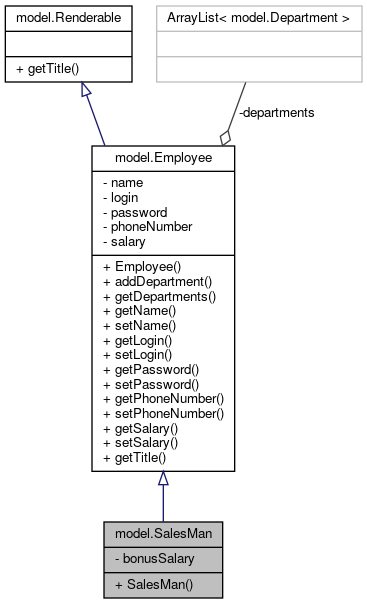 model.Renderable
+ getTitle()
ArrayList< model.Department >
-departments
model.Employee
- name
- login
- password
- phoneNumber
- salary
+ Employee()
+ addDepartment()
+ getDepartments()
+ getName()
+ setName()
+ getLogin()
+ setLogin()
+ getPassword()
+ setPassword()
+ getPhoneNumber()
+ setPhoneNumber()
+ getSalary()
+ setSalary()
+ getTitle()
model.SalesMan
- bonusSalary
+ SalesMan()